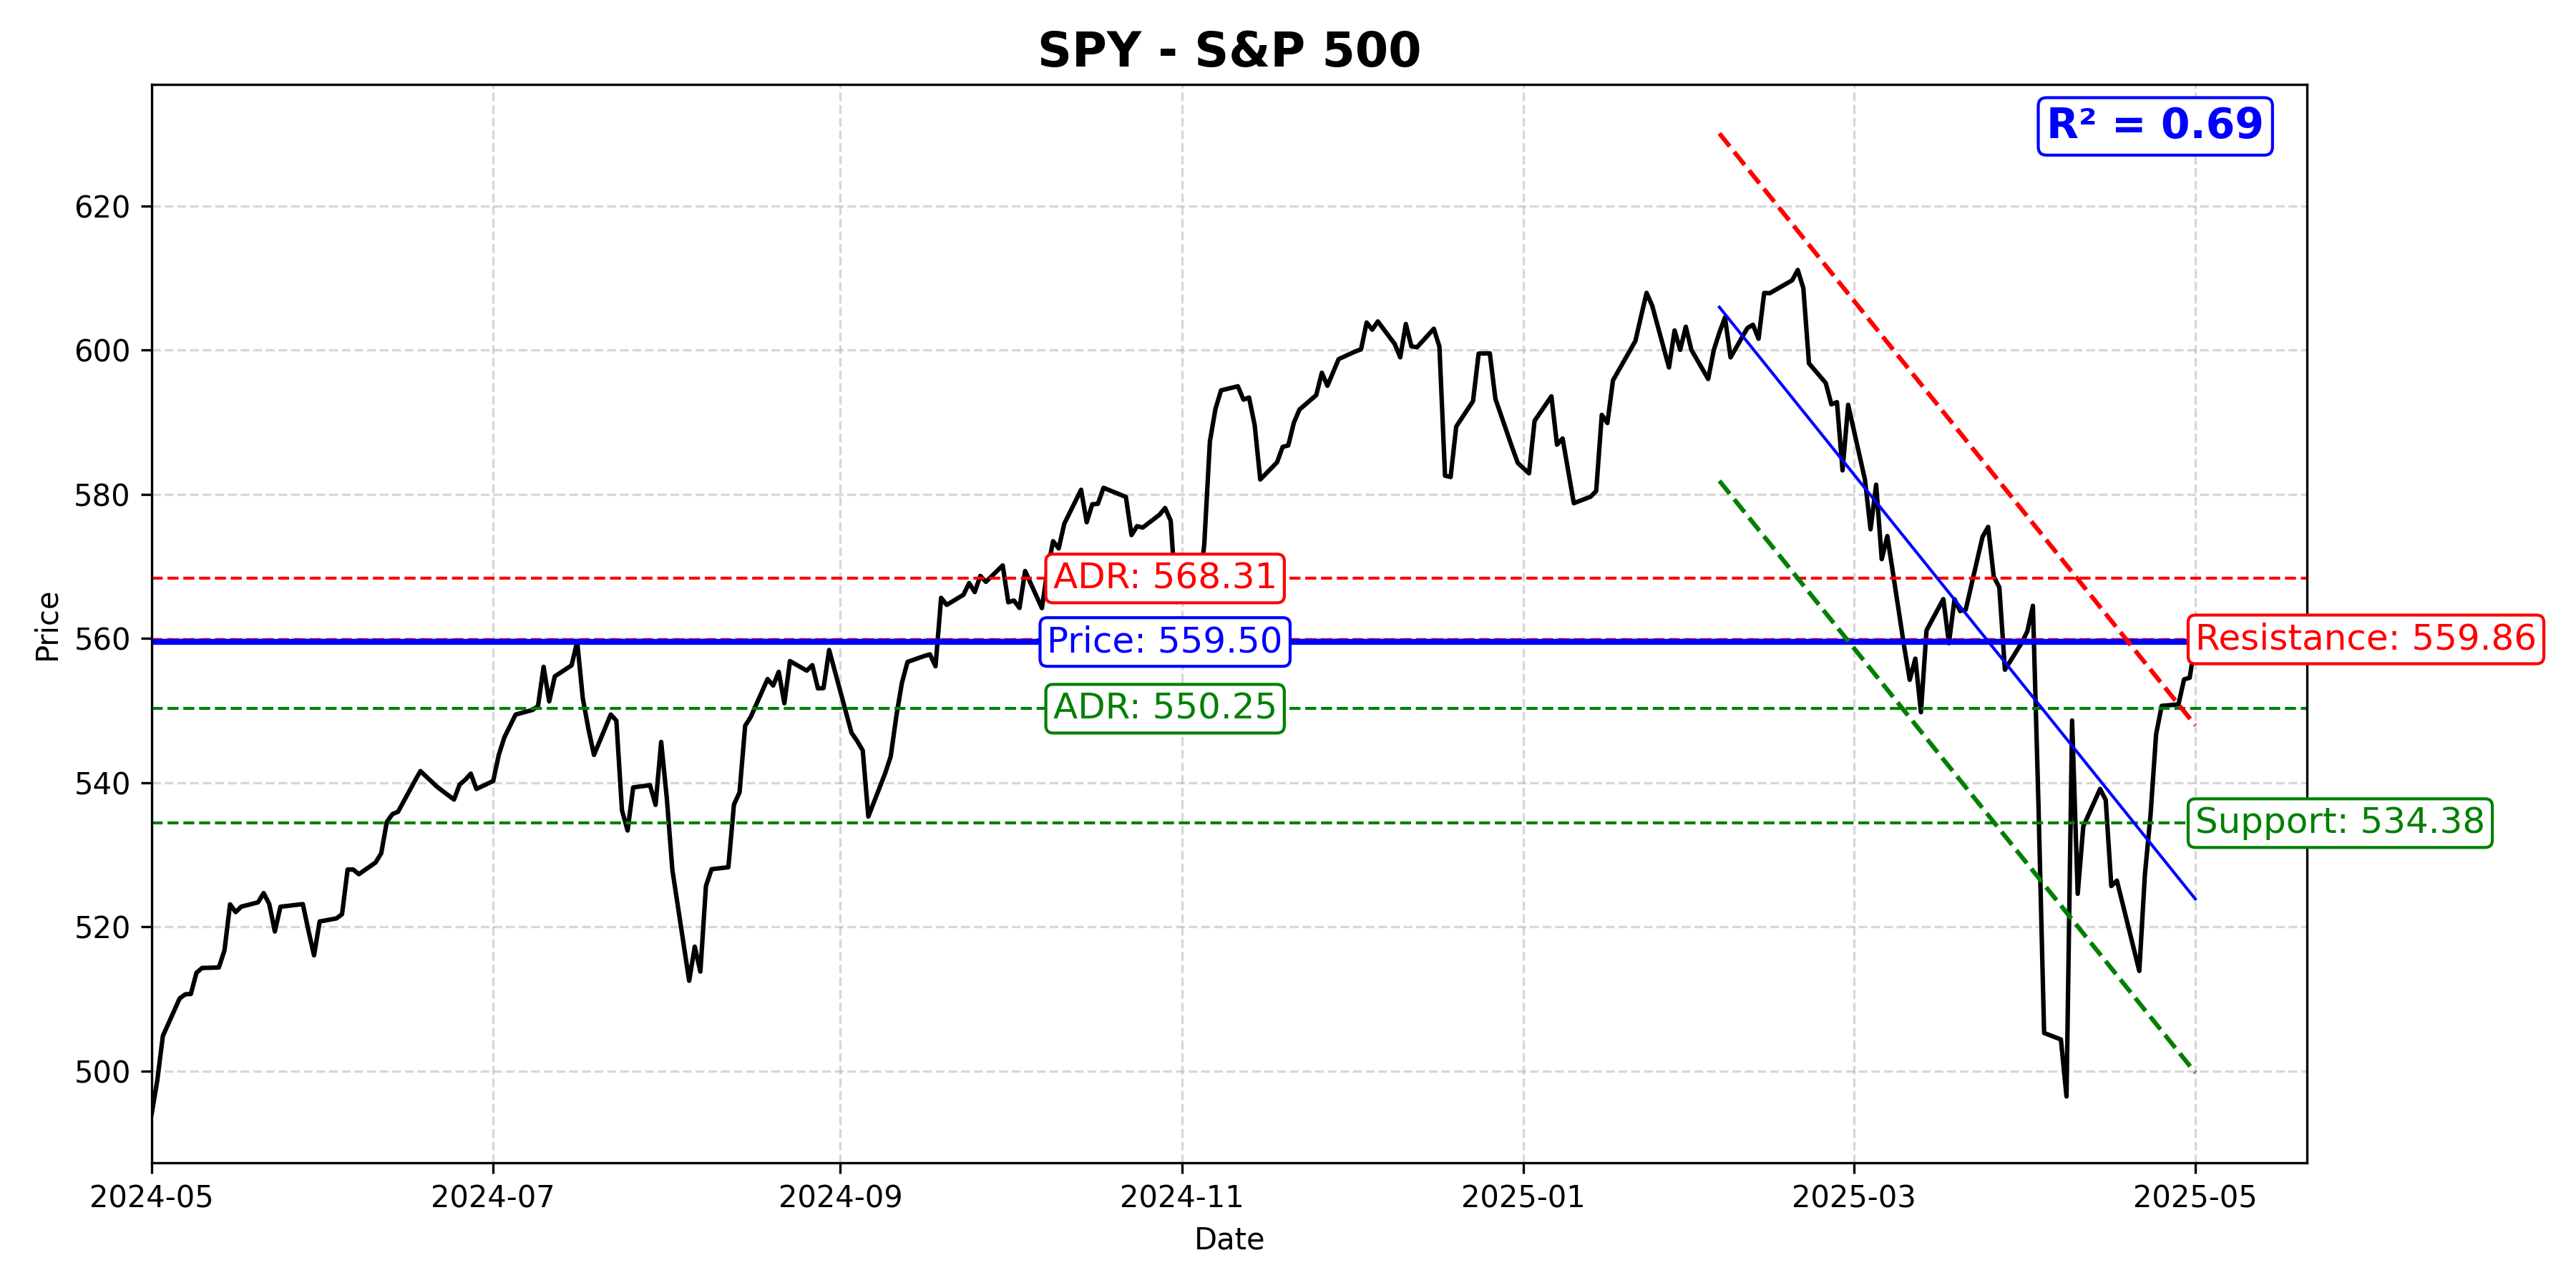 SPY - S&P 500
R² = 0.69
620
600
580
560
540
520
500
Price
ADR: 568.31
Price: 559.50
ADR: 550.25
Resistance: 559.86
Support: 534.38
2024-05
2024-07
2024-09
2024-11
2025-01
2025-03
2025-05
Date